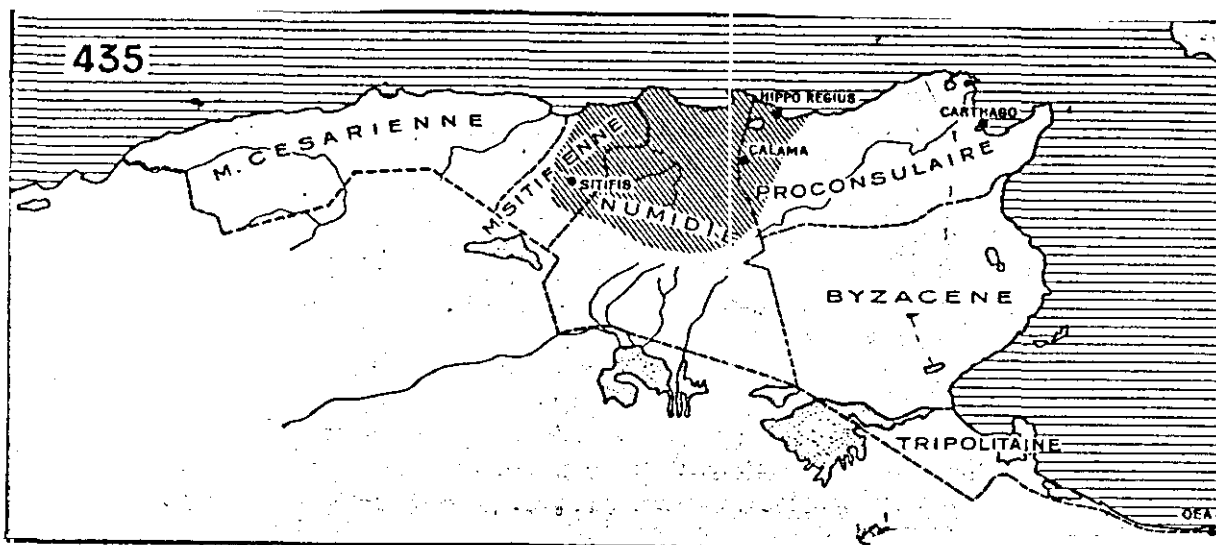 435
HIPPO REGIUS
CARTHAGO
M. CESARIENNE
M. SITIFIENNE
CALAMA
SITIFIS
PROCONSULAIRE
NUMIDIE
BYZACENE
TRIPOLITAINE
OEA